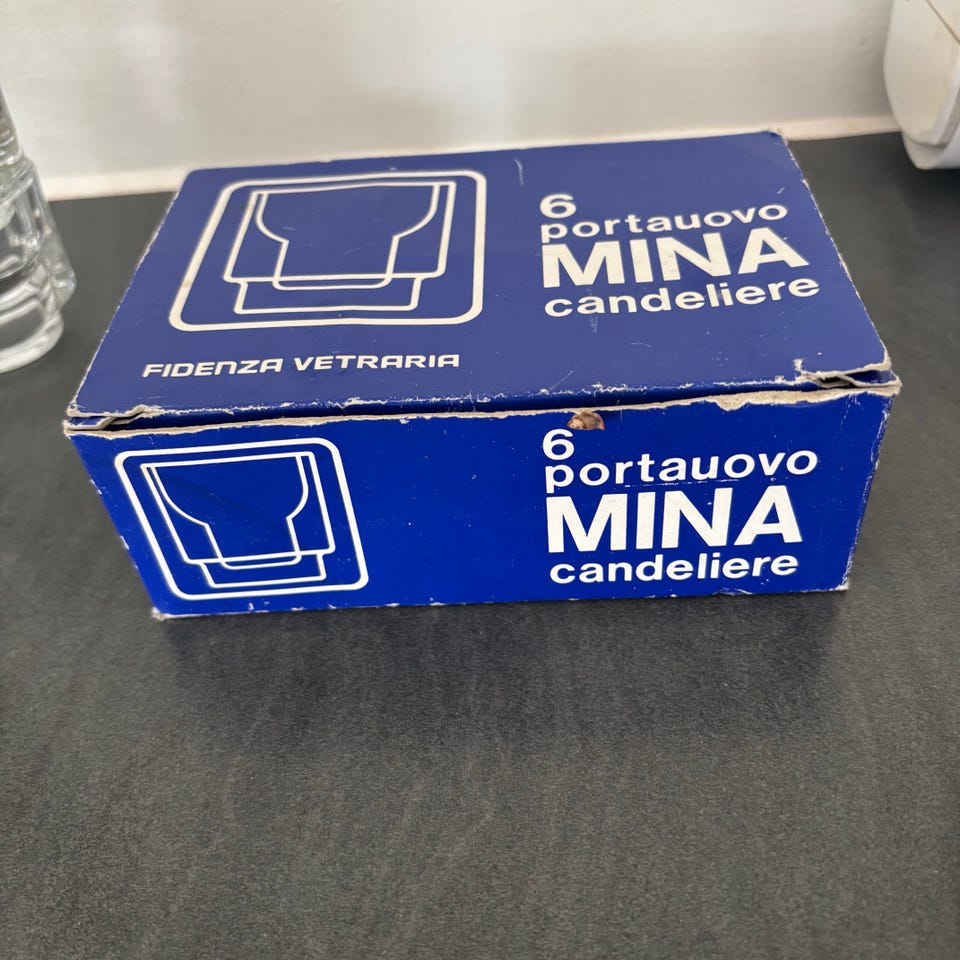 6
portauovo
MINA
candeliere
FIDENZA VETRARIA
6
portauovo
MINA
candeliere